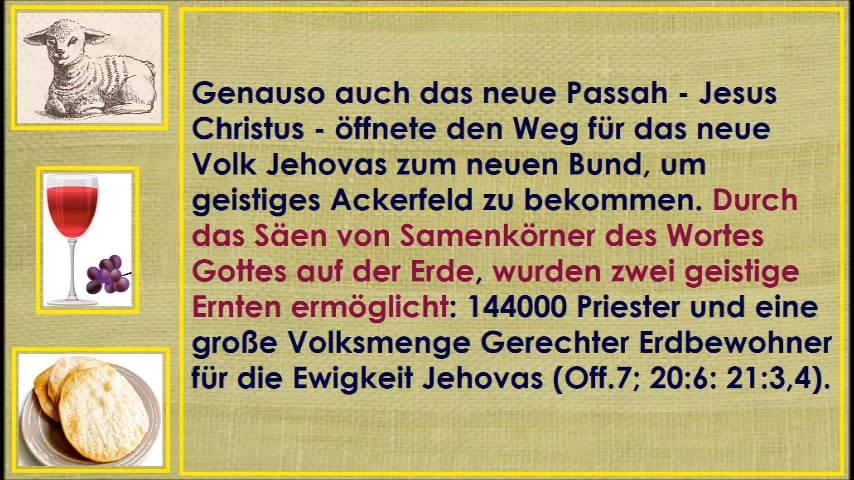 Genauso auch das neue Passah - Jesus
Christus - öffnete den Weg für das neue
Volk Jehovas zum neuen Bund, um
geistiges Ackerfeld zu bekommen. Durch
das Säen von Samenkörner des Wortes
Gottes auf der Erde, wurden zwei geistige
Ernten ermöglicht: 144000 Priester und eine
große Volksmenge Gerechter Erdbewohner
für die Ewigkeit Jehovas (Off.7; 20:6: 21:3,4).